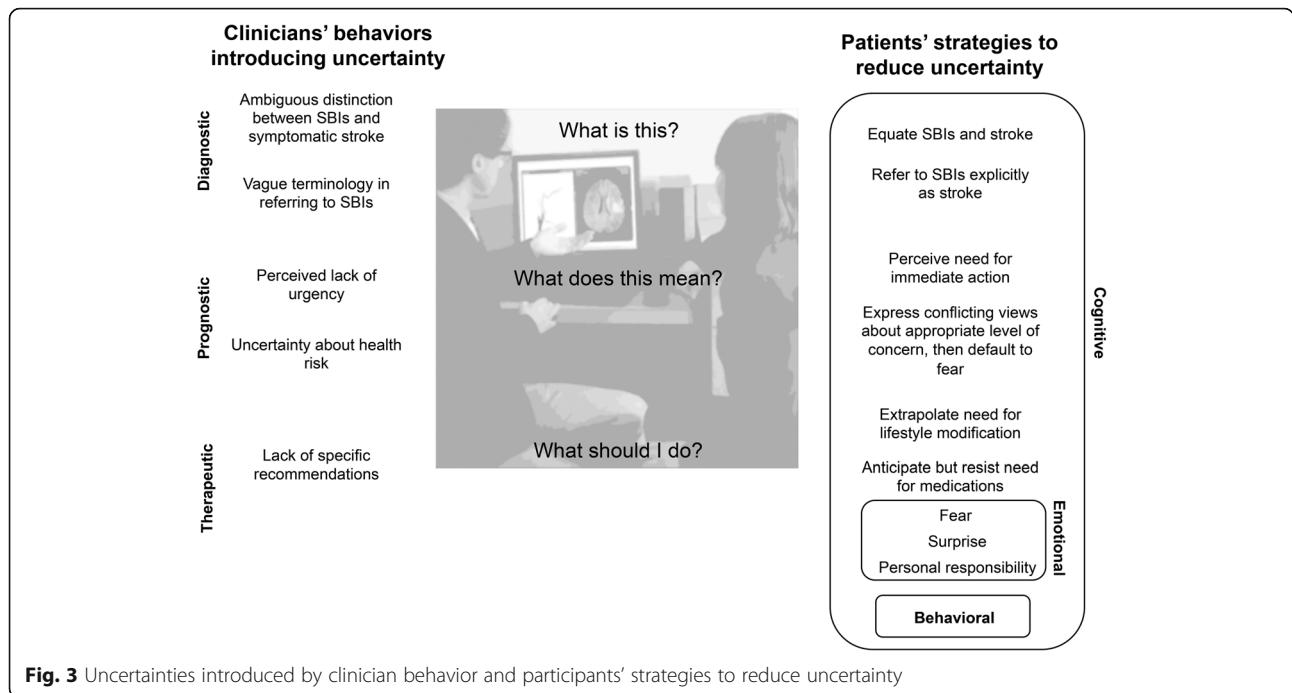 Clinicians' behaviors
introducing uncertainty
Diagnostic
Ambiguous distinction
between SBIs and
symptomatic stroke
Vague terminology in
referring to SBIs
Prognostic
Perceived lack of
urgency
Uncertainty about health
risk
Therapeutic
Lack of specific
recommendations
What is this?
What does this mean?
What should I do?
Patients' strategies to
reduce uncertainty
Equate SBIs and stroke
Refer to SBIs explicitly
as stroke
Perceive need for
immediate action
Express conflicting views
about appropriate level of
concern, then default to
fear
Extrapolate need for
lifestyle modification
Anticipate but resist need
for medications
Cognitive
Fear
Surprise
Personal responsibility
Emotional
Behavioral
Fig. 3 Uncertainties introduced by clinician behavior and participants' strategies to reduce uncertainty